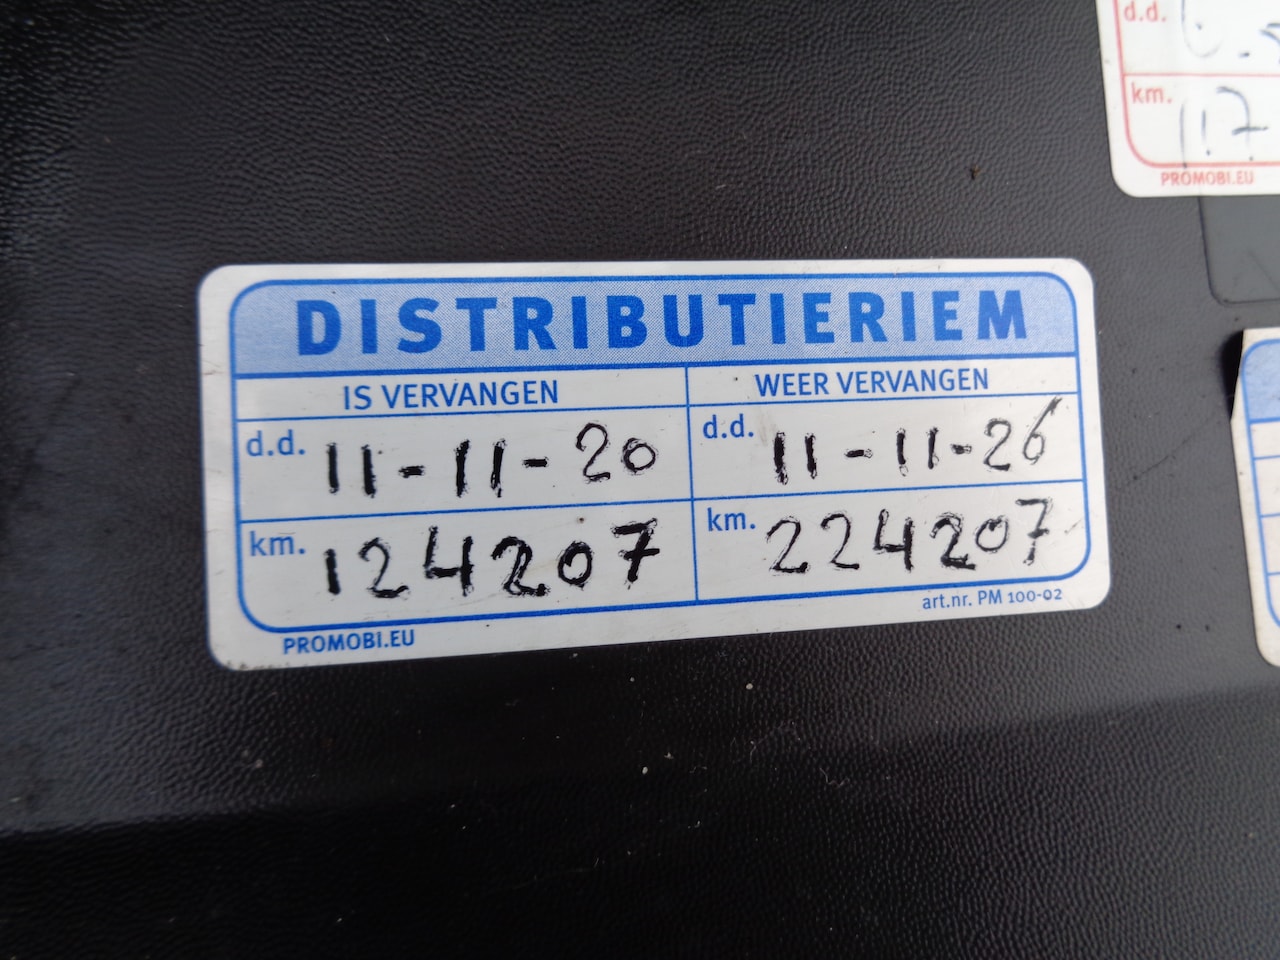 d.d.
km. 117
PROMOBI.EU
DISTRIBUTIERIEM
IS VERVANGEN WEER VERVANGEN
d.d. 11-11-20 d.d. 11-11-26
km. 124207 km. 224207
PROMOBI.EU art.nr. PM 100-02